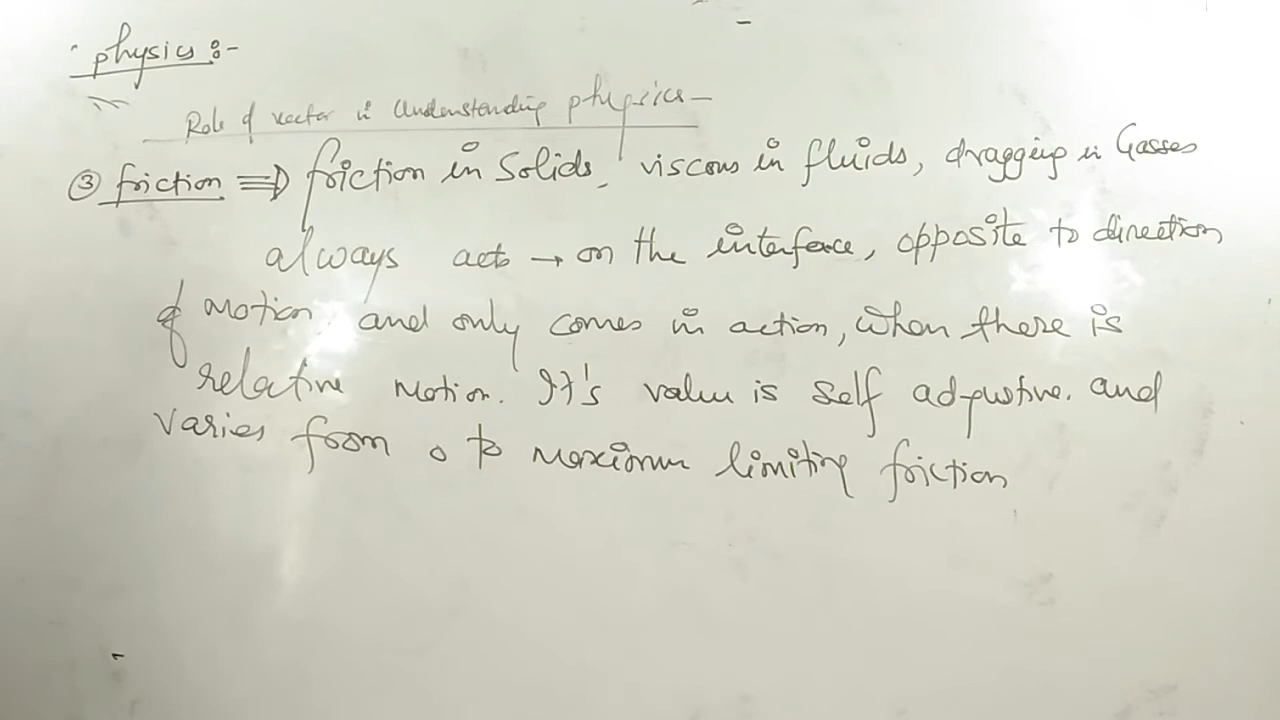 physics :-
Role of vector in Understanding physics -
③ friction ⇒ friction in Solids, viscous in fluids, dragging in Gasses
always acts → on the interface, opposite to direction
of motion and only comes in action, when there is
relative motion. It's value is self adjustive. and
varies from 0 to maximum limiting friction